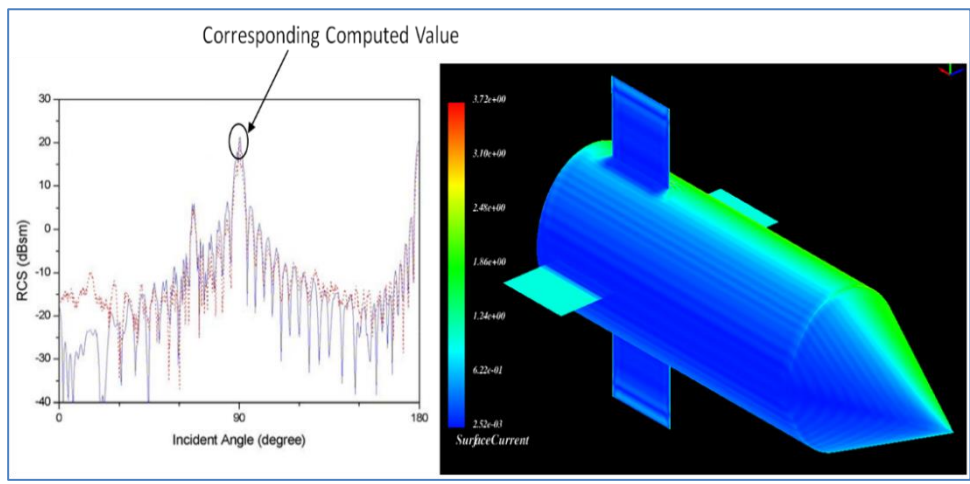 Corresponding Computed Value
30
20
10
0
-10
-20
-30
-40
RCS (dBsm)
0
90
180
Incident Angle (degree)
3.72e+00
3.10e+00
2.48e+00
1.86e+00
1.24e+00
6.22e-01
2.52e-03
SurfaceCurrent